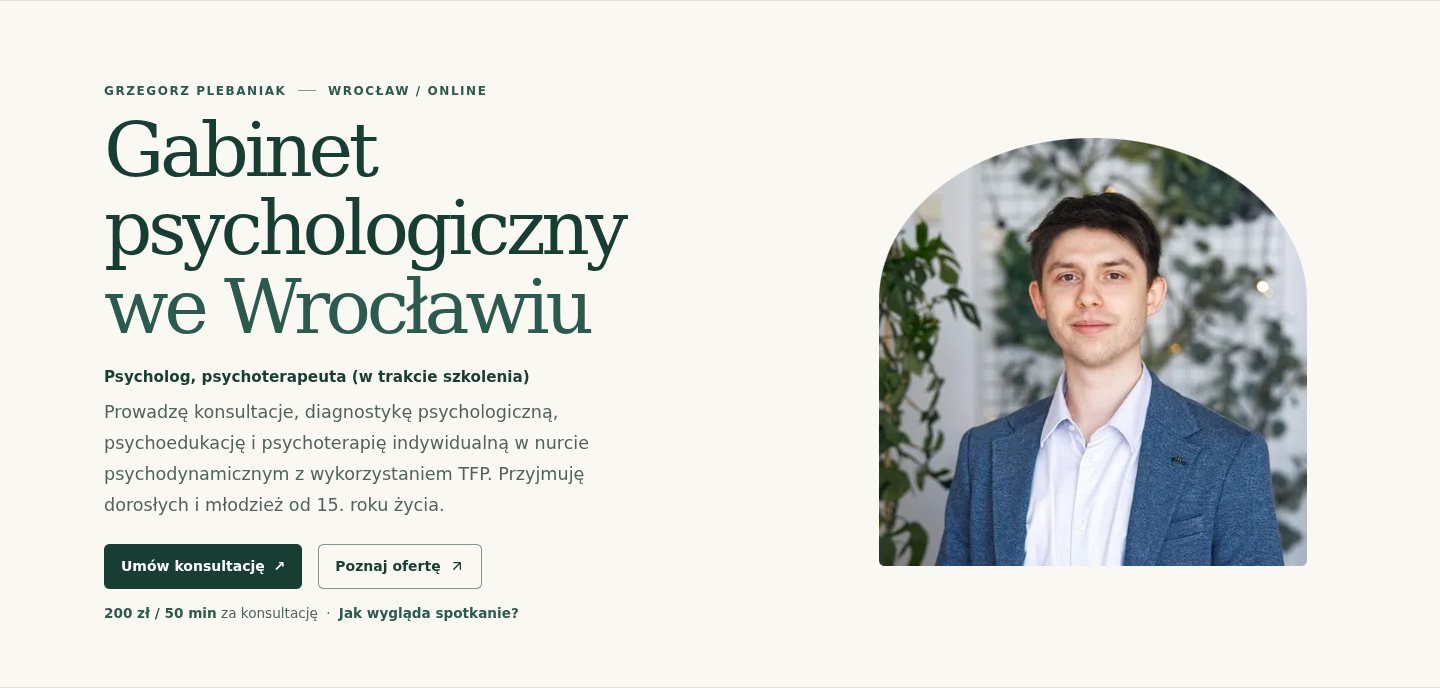 GRZEGORZ PLEBANIAK — WROCŁAW / ONLINE
Gabinet
psychologiczny
we Wrocławiu
Psycholog, psychoterapeuta (w trakcie szkolenia)
Prowadzę konsultacje, diagnostykę psychologiczną,
psychoedukację i psychoterapię indywidualną w nurcie
psychodynamicznym z wykorzystaniem TFP. Przyjmuję
dorosłych i młodzież od 15. roku życia.
Umów konsultację ↗ Poznaj ofertę ↗
200 zł / 50 min za konsultację · Jak wygląda spotkanie?